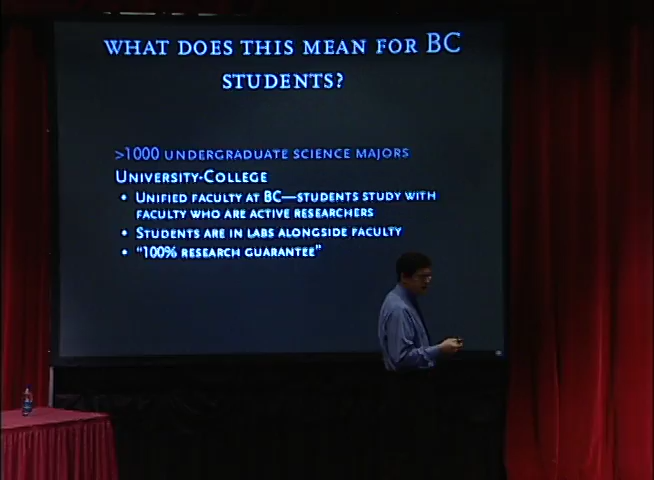 WHAT DOES THIS MEAN FOR BC
STUDENTS?
>1000 UNDERGRADUATE SCIENCE MAJORS
UNIVERSITY-COLLEGE
• UNIFIED FACULTY AT BC—STUDENTS STUDY WITH
FACULTY WHO ARE ACTIVE RESEARCHERS
• STUDENTS ARE IN LABS ALONGSIDE FACULTY
• “100% RESEARCH GUARANTEE”